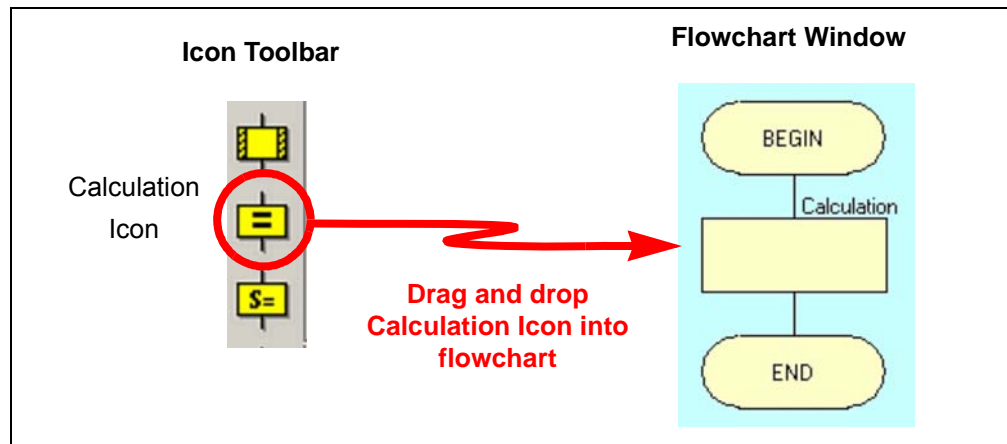 Icon Toolbar
Flowchart Window
Calculation
Icon
=
S=
Drag and drop
Calculation Icon into
flowchart
BEGIN
Calculation
END